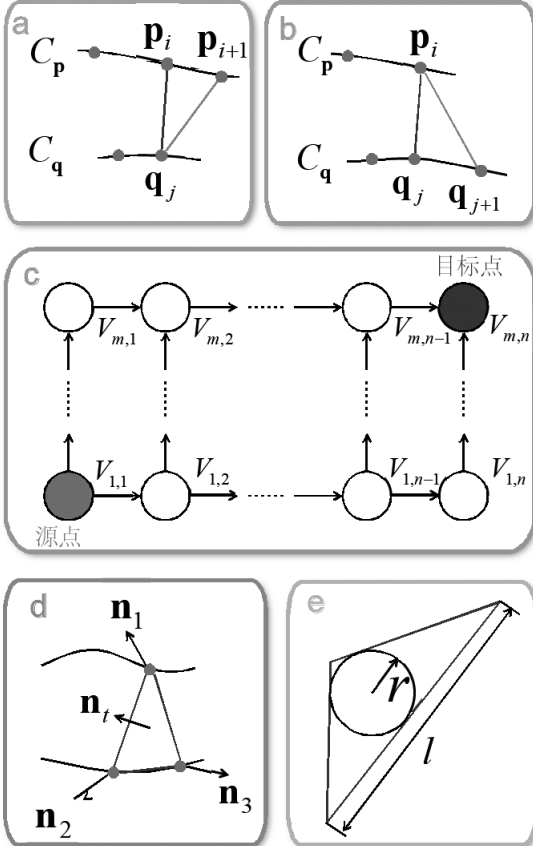 a
p_i
p_{i+1}
C_p
C_q
q_j
b
p_i
C_p
C_q
q_j
q_{j+1}
c
目标点
V_{m,1}
V_{m,2}
V_{m,n-1}
V_{m,n}
V_{1,1}
V_{1,2}
V_{1,n-1}
V_{1,n}
源点
d
n_1
n_t
n_2
n_3
e
r
l